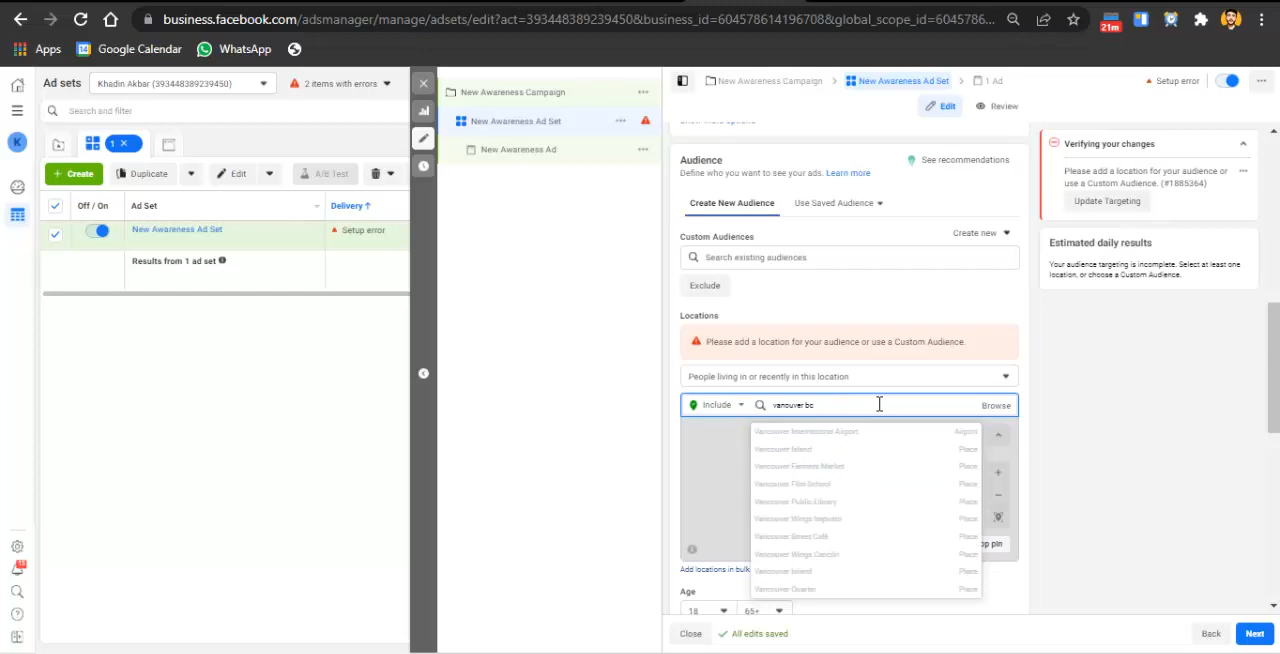 business.facebook.com/adsmanager/manage/adsets/edit?act=393448389239450&business_id=604578614196708&global_scope_id=6045786...
21m
Apps
Google Calendar
WhatsApp
Ad sets
Khadin Akbar (393448389239450)
2 items with errors
Search and filter
K
1 ×
+ Create
Duplicate
Edit
A/B Test
Off / On
Ad Set
Delivery ↑
New Awareness Ad Set
Setup error
Results from 1 ad set
New Awareness Campaign
New Awareness Ad Set
New Awareness Ad
New Awareness Campaign
New Awareness Ad Set
1 Ad
Setup error
Edit
Review
Show more options
Audience
Define who you want to see your ads. Learn more
See recommendations
Create New Audience
Use Saved Audience
Custom Audiences
Create new
Search existing audiences
Exclude
Locations
Please add a location for your audience or use a Custom Audience.
People living in or recently in this location
Include
vanouver bc
Browse
Vancouver International Airport
Airport
Vancouver Island
Place
Vancouver Farmers Market
Place
Vancouver Film School
Place
Vancouver Public Library
Place
Vancouver Wings Irapuato
Place
Vancouver Street Café
Place
Vancouver Wings Cancún
Place
Vancouver Island
Place
Vancouver Quarter
Place
op pin
Add locations in bulk
Age
18
65+
Close
All edits saved
Back
Next
Verifying your changes
Please add a location for your audience or
use a Custom Audience. (#1885364)
Update Targeting
Estimated daily results
Your audience targeting is incomplete. Select at least one
location, or choose a Custom Audience.